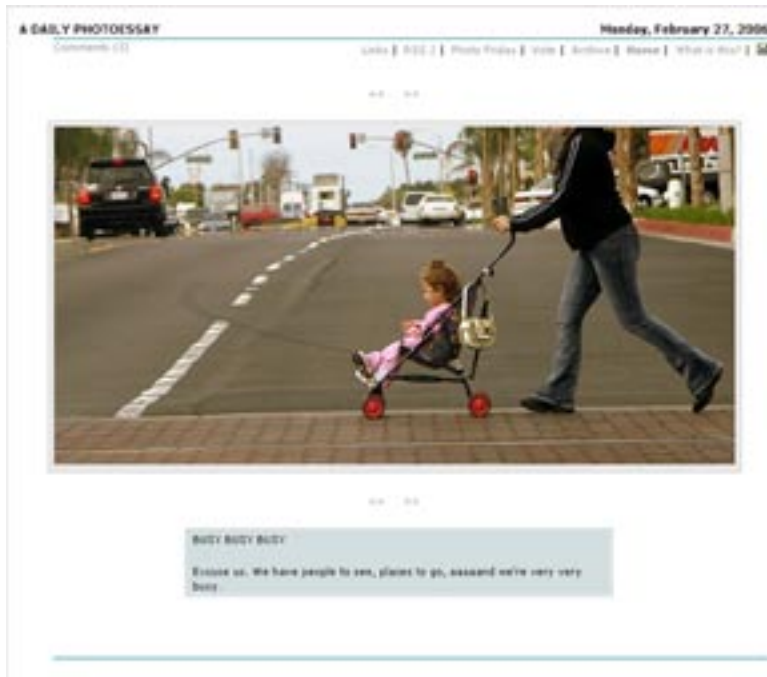 A DAILY PHOTOESSAY
Monday, February 27, 2006
Comments (3)
Links | RSS 2 | Photo Friday | Vote | Archive | Home | What is this? |
<< >>
<< >>
BUSY BUSY BUSY
Excuse us. We have people to see, places to go, aaaaand we're very very
busy.